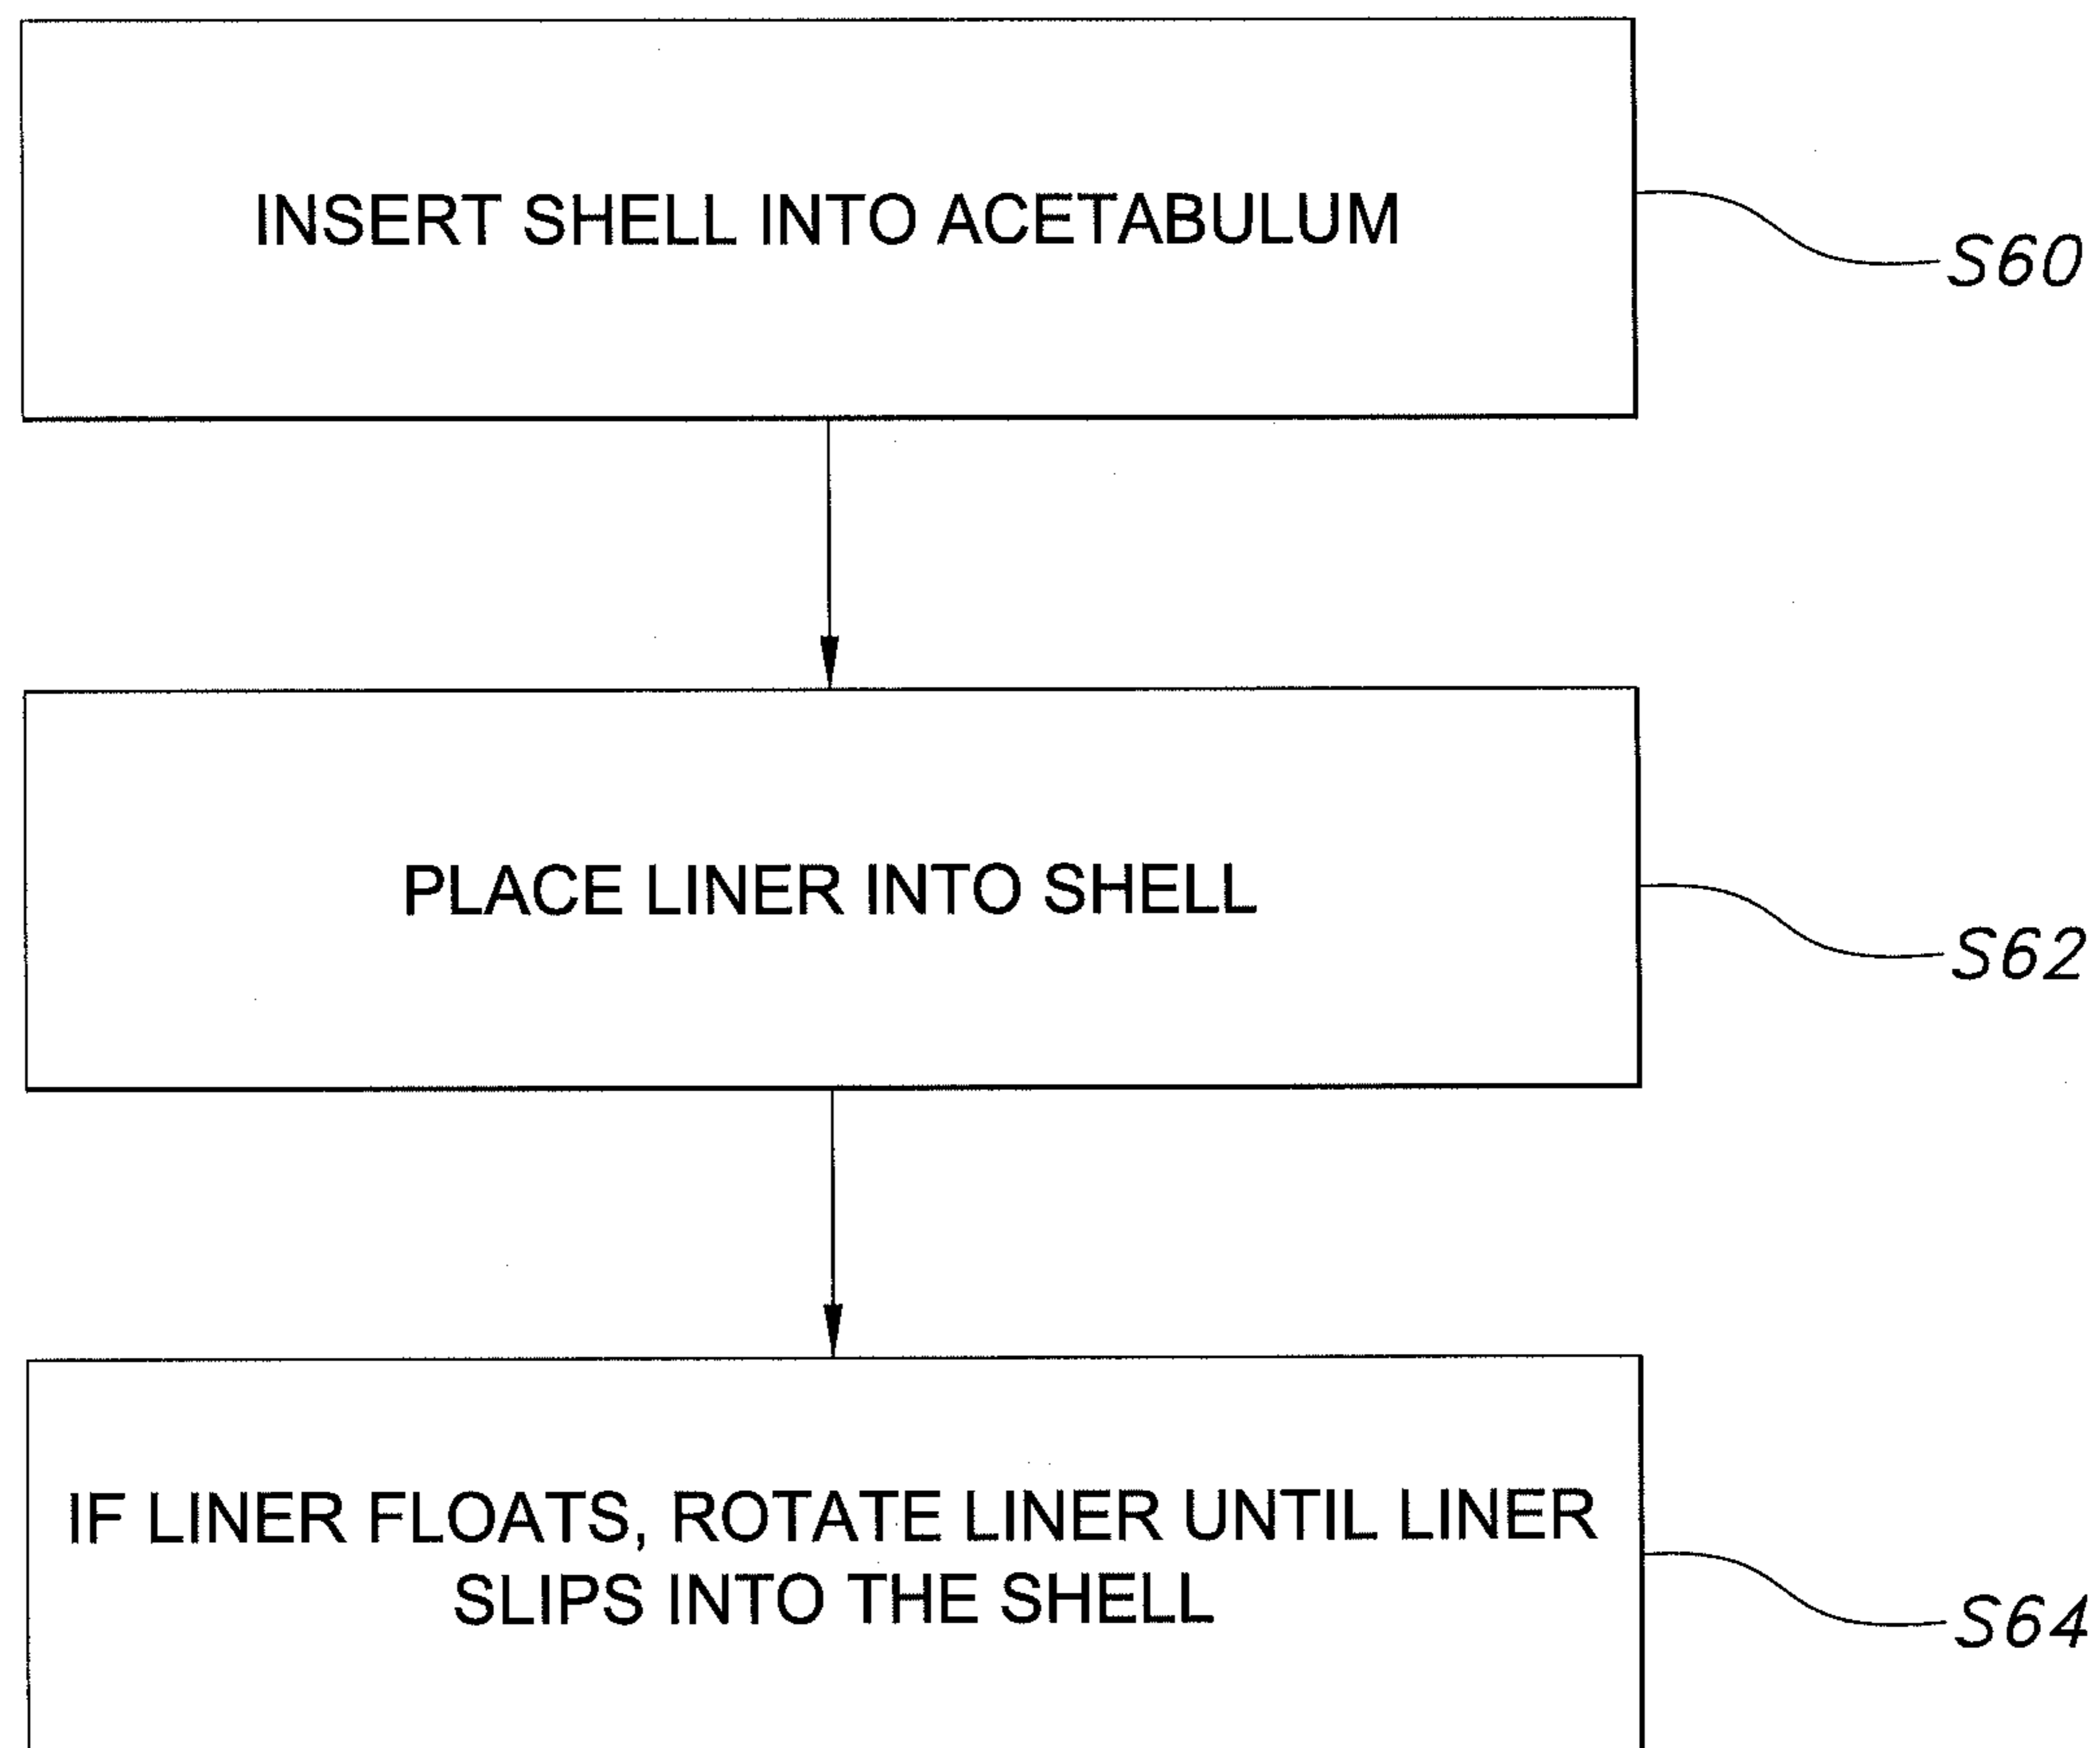 INSERT SHELL INTO ACETABULUM
S60
PLACE LINER INTO SHELL
S62
IF LINER FLOATS, ROTATE LINER UNTIL LINER
SLIPS INTO THE SHELL
S64